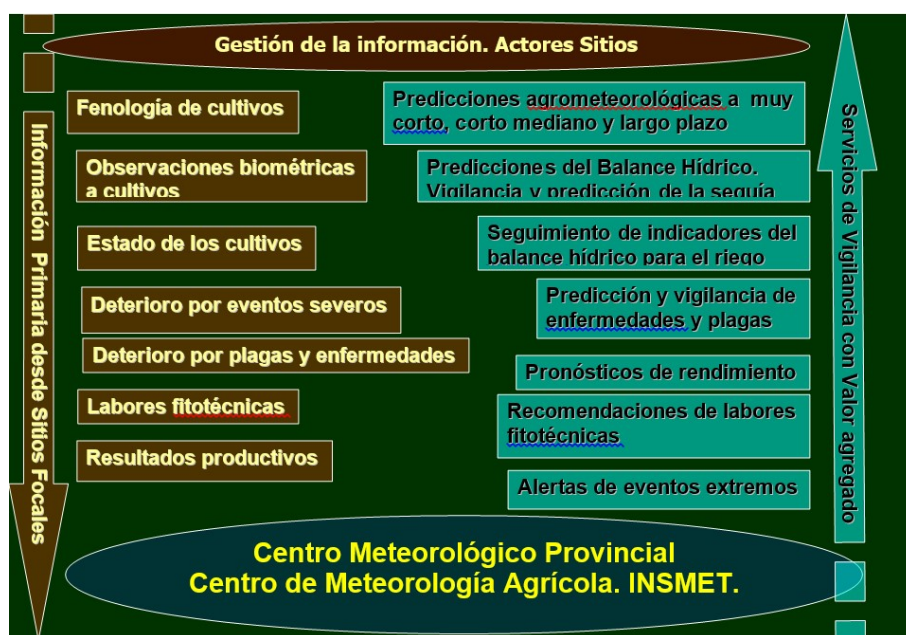 Gestión de la información. Actores Sitios
Información Primaria desde Sitios Focales
Fenología de cultivos
Observaciones biométricas
a cultivos
Estado de los cultivos
Deterioro por eventos severos
Deterioro por plagas y enfermedades
Labores fitotécnicas
Resultados productivos
Predicciones agrometeorológicas a muy
corto, corto mediano y largo plazo
Predicciones del Balance Hídrico.
Vigilancia y predicción de la sequía
Seguimiento de indicadores del
balance hídrico para el riego
Predicción y vigilancia de
enfermedades y plagas
Pronósticos de rendimiento
Recomendaciones de labores
fitotécnicas
Alertas de eventos extremos
Servicios de Vigilancia con Valor agregado
Centro Meteorológico Provincial
Centro de Meteorología Agrícola. INSMET.